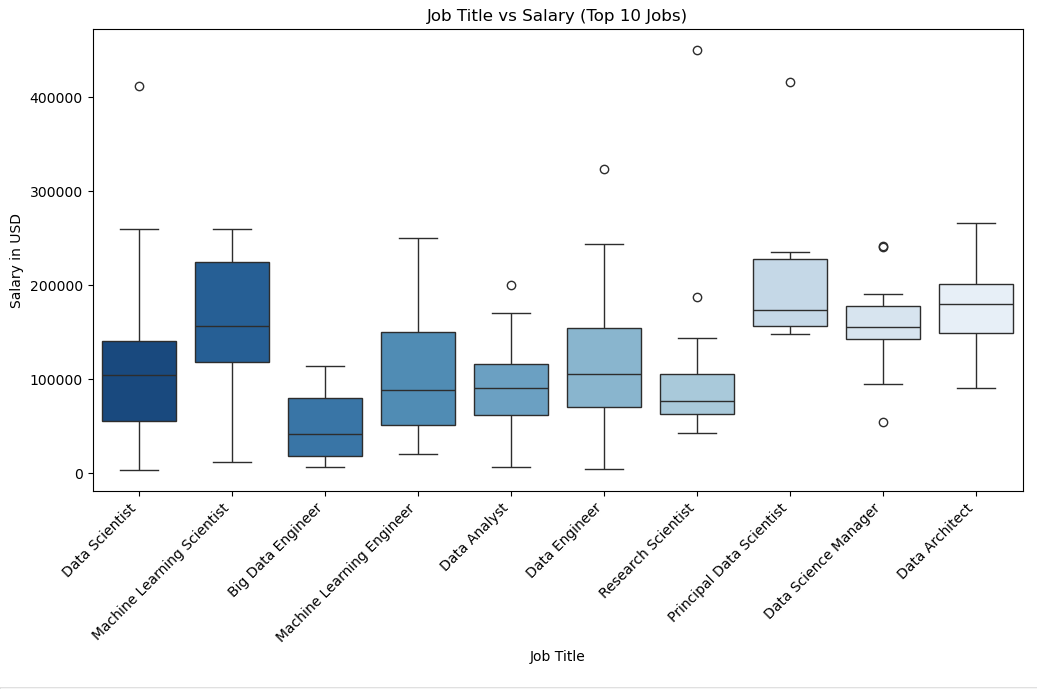 Job Title vs Salary (Top 10 Jobs)
Salary in USD
400000
300000
200000
100000
0
Data Scientist
Machine Learning Scientist
Big Data Engineer
Machine Learning Engineer
Data Analyst
Data Engineer
Research Scientist
Principal Data Scientist
Data Science Manager
Data Architect
Job Title